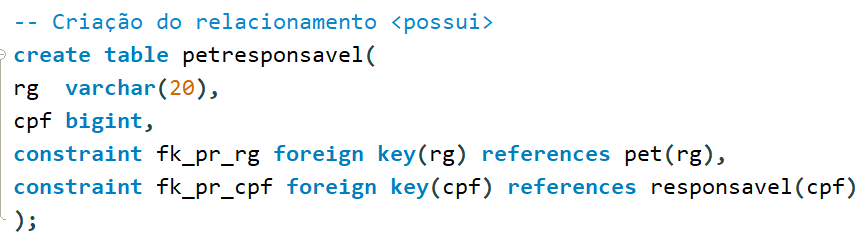 -- Criação do relacionamento <possui>
create table petresponsavel(
rg  varchar(20),
cpf bigint,
constraint fk_pr_rg foreign key(rg) references pet(rg),
constraint fk_pr_cpf foreign key(cpf) references responsavel(cpf)
);